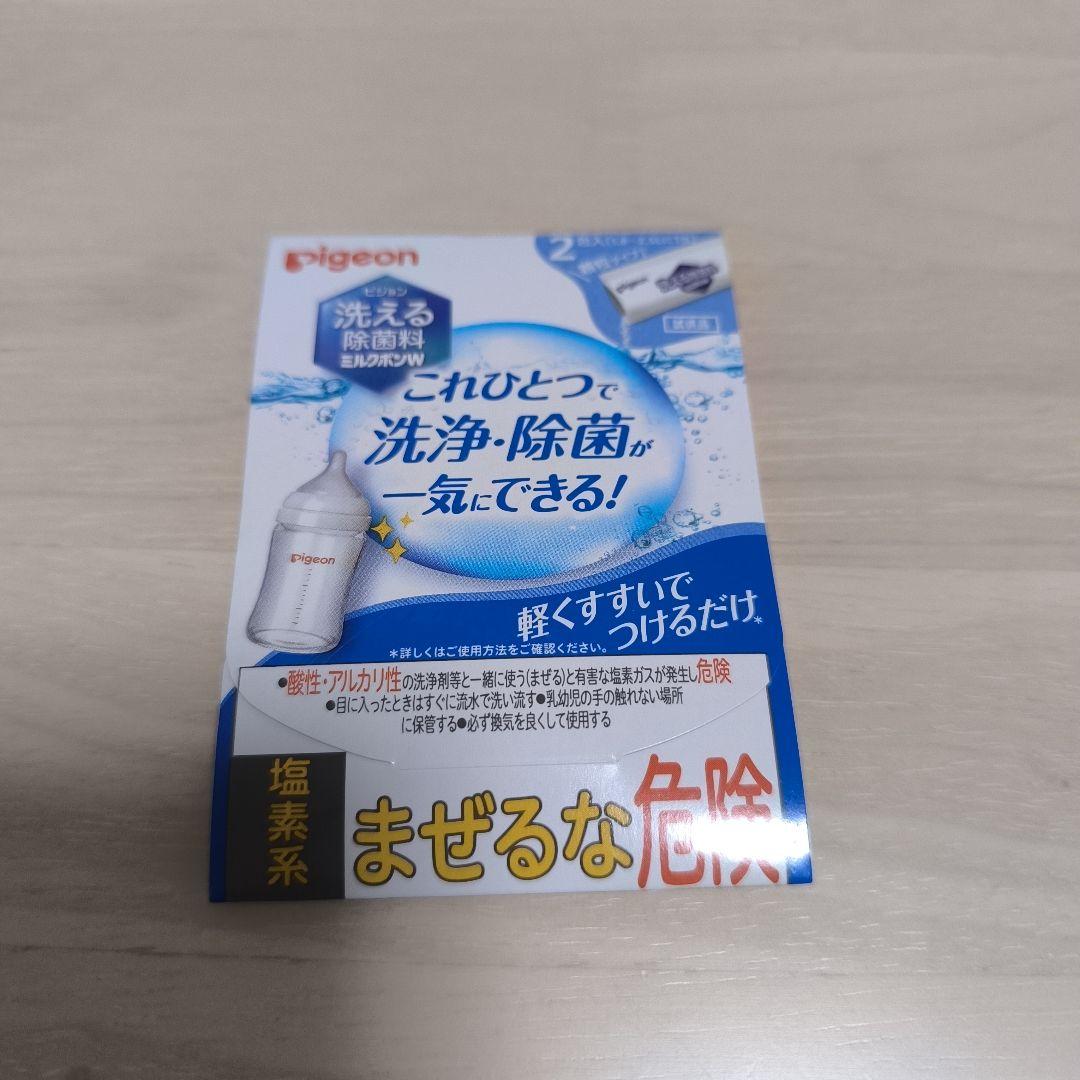 Pigeon
2包入
ピジョン
洗える
除菌料
ミルクポンW
試供品
これひとつで
洗浄・除菌が
一気にできる!
Pigeon
軽くすすいで
つけるだけ*
*詳しくはご使用方法をご確認ください。
●酸性・アルカリ性の洗浄剤等と一緒に使う(まぜる)と有害な塩素ガスが発生し危険
●目に入ったときはすぐに流水で洗い流す●乳幼児の手の触れない場所
に保管する●必ず換気を良くして使用する
塩素系
まぜるな危険